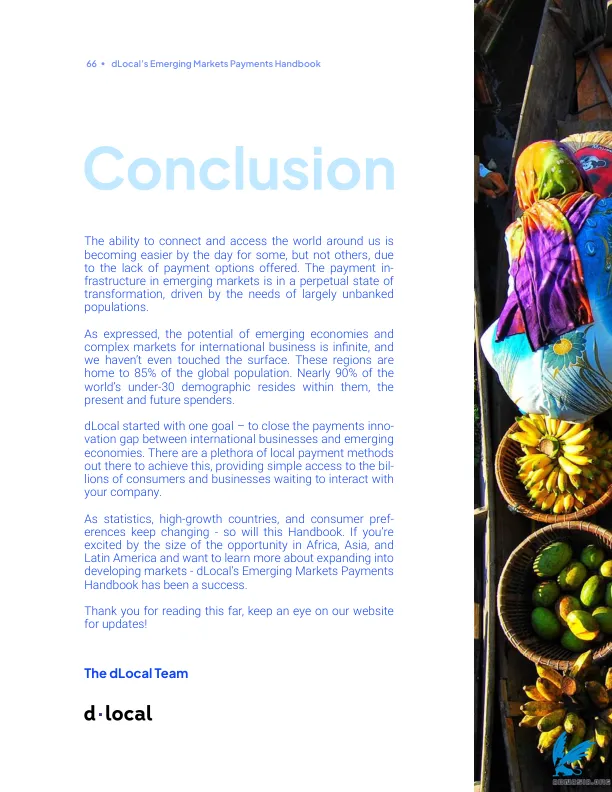 66 • dLocal's Emerging Markets Payments Handbook
Conclusion
The ability to connect and access the world around us is
becoming easier by the day for some, but not others, due
to the lack of payment options offered. The payment in-
frastructure in emerging markets is in a perpetual state of
transformation, driven by the needs of largely unbanked
populations.
As expressed, the potential of emerging economies and
complex markets for international business is infinite, and
we haven't even touched the surface. These regions are
home to 85% of the global population. Nearly 90% of the
world's under-30 demographic resides within them, the
present and future spenders.
dLocal started with one goal – to close the payments inno-
vation gap between international businesses and emerging
economies. There are a plethora of local payment methods
out there to achieve this, providing simple access to the bil-
lions of consumers and businesses waiting to interact with
your company.
As statistics, high-growth countries, and consumer pref-
erences keep changing - so will this Handbook. If you're
excited by the size of the opportunity in Africa, Asia, and
Latin America and want to learn more about expanding into
developing markets - dLocal's Emerging Markets Payments
Handbook has been a success.
Thank you for reading this far, keep an eye on our website
for updates!
The dLocal Team
d·local